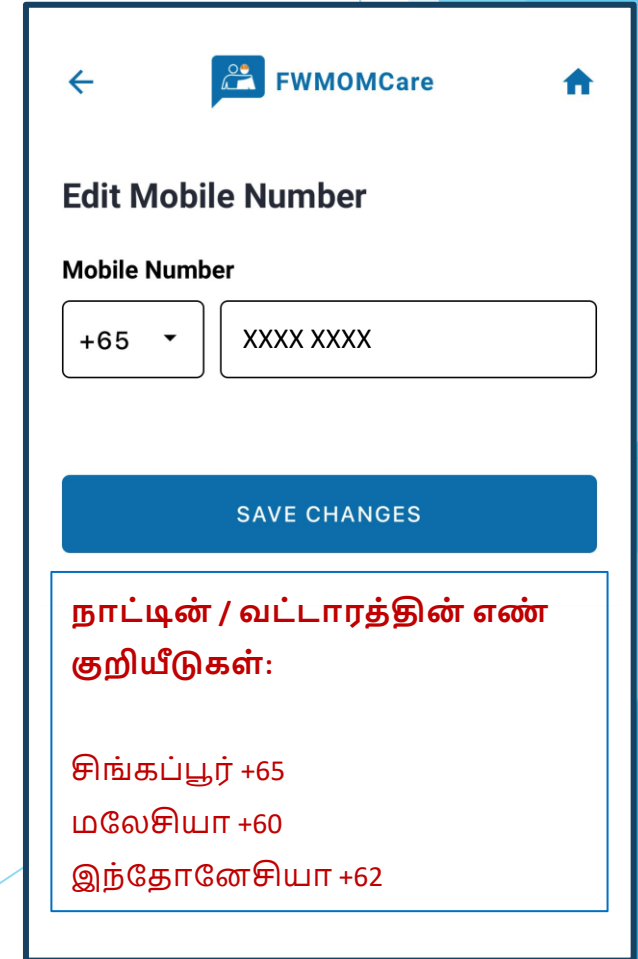 FWMOMCare
Edit Mobile Number
Mobile Number
+65 XXXX XXXX
SAVE CHANGES
நாட்டின் / வட்டாரத்தின் எண்
குறியீடுகள்:
சிங்கப்பூர் +65
மலேசியா +60
இந்தோனேசியா +62